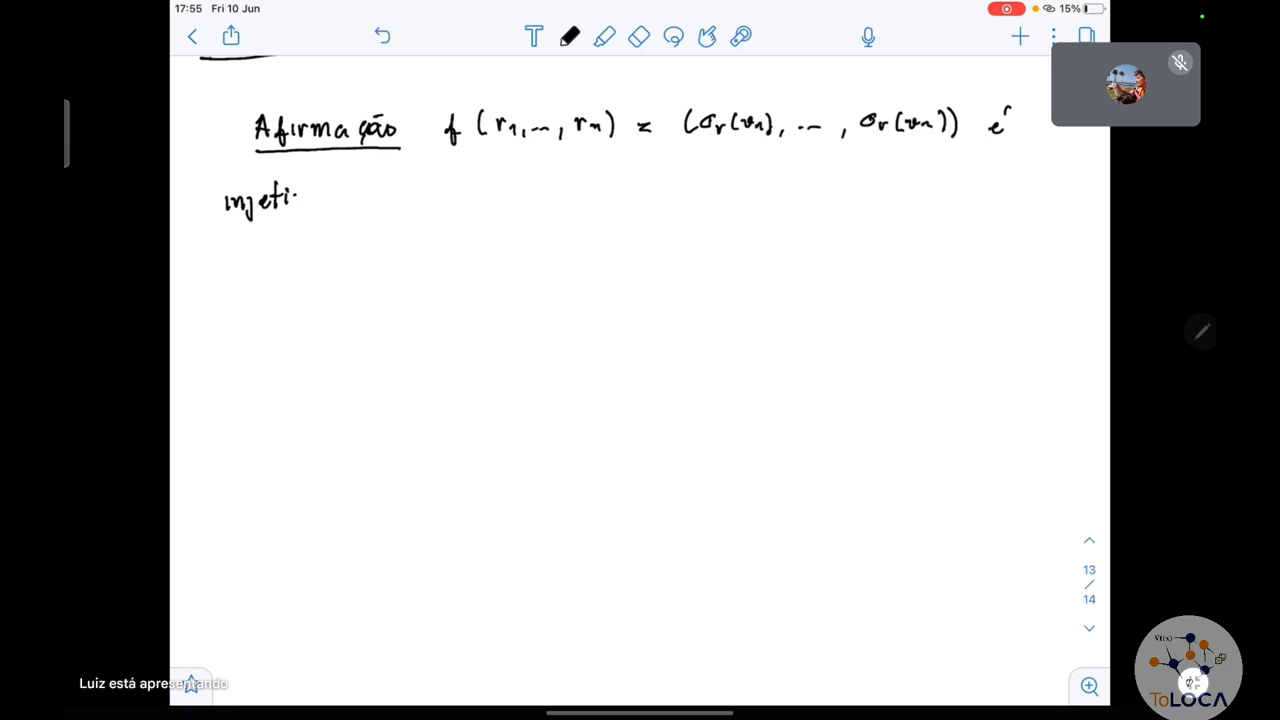 17:55 Fri 10 Jun
15%
Afirmação f (r1,..., rn) = (σr(v1), ... , σr(vn)) é
injeti
13
/
14
Luiz está apresentando
∇f(x)
ToLOCA